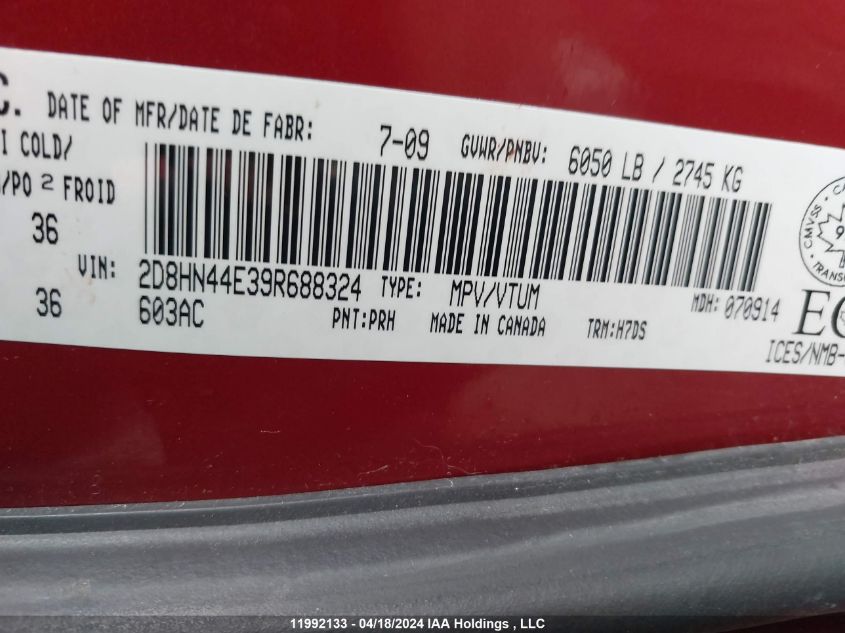 C. DATE OF MFR/DATE DE FABR: 7-09 GVWR/PNBV: 6050 LB / 2745 KG
I COLD/
/PO 2 FROID
36
VIN: 2D8HN44E39R688324 TYPE: MPV/VTUM MDH: 070914
36 603AC PNT:PRH MADE IN CANADA TRM:H7DS
CMVSS
TRANS
EC
ICES/NMB-
11992133 - 04/18/2024 IAA Holdings , LLC